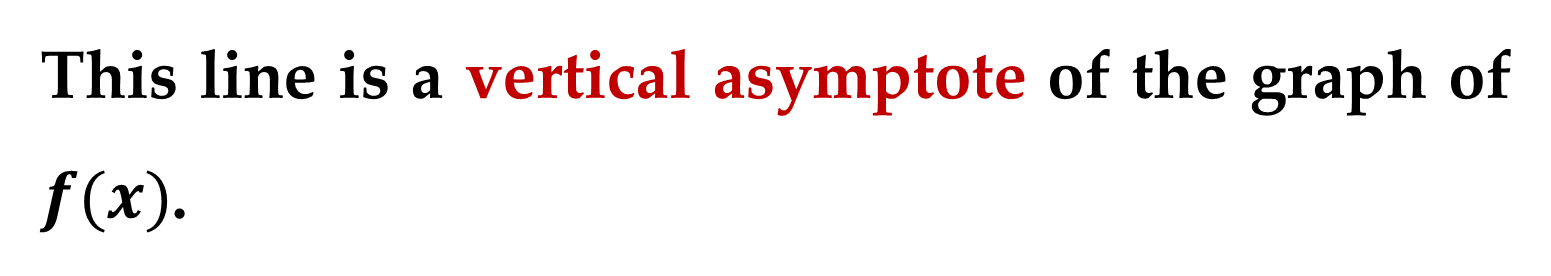 This line is a vertical asymptote of the graph of
f(x).